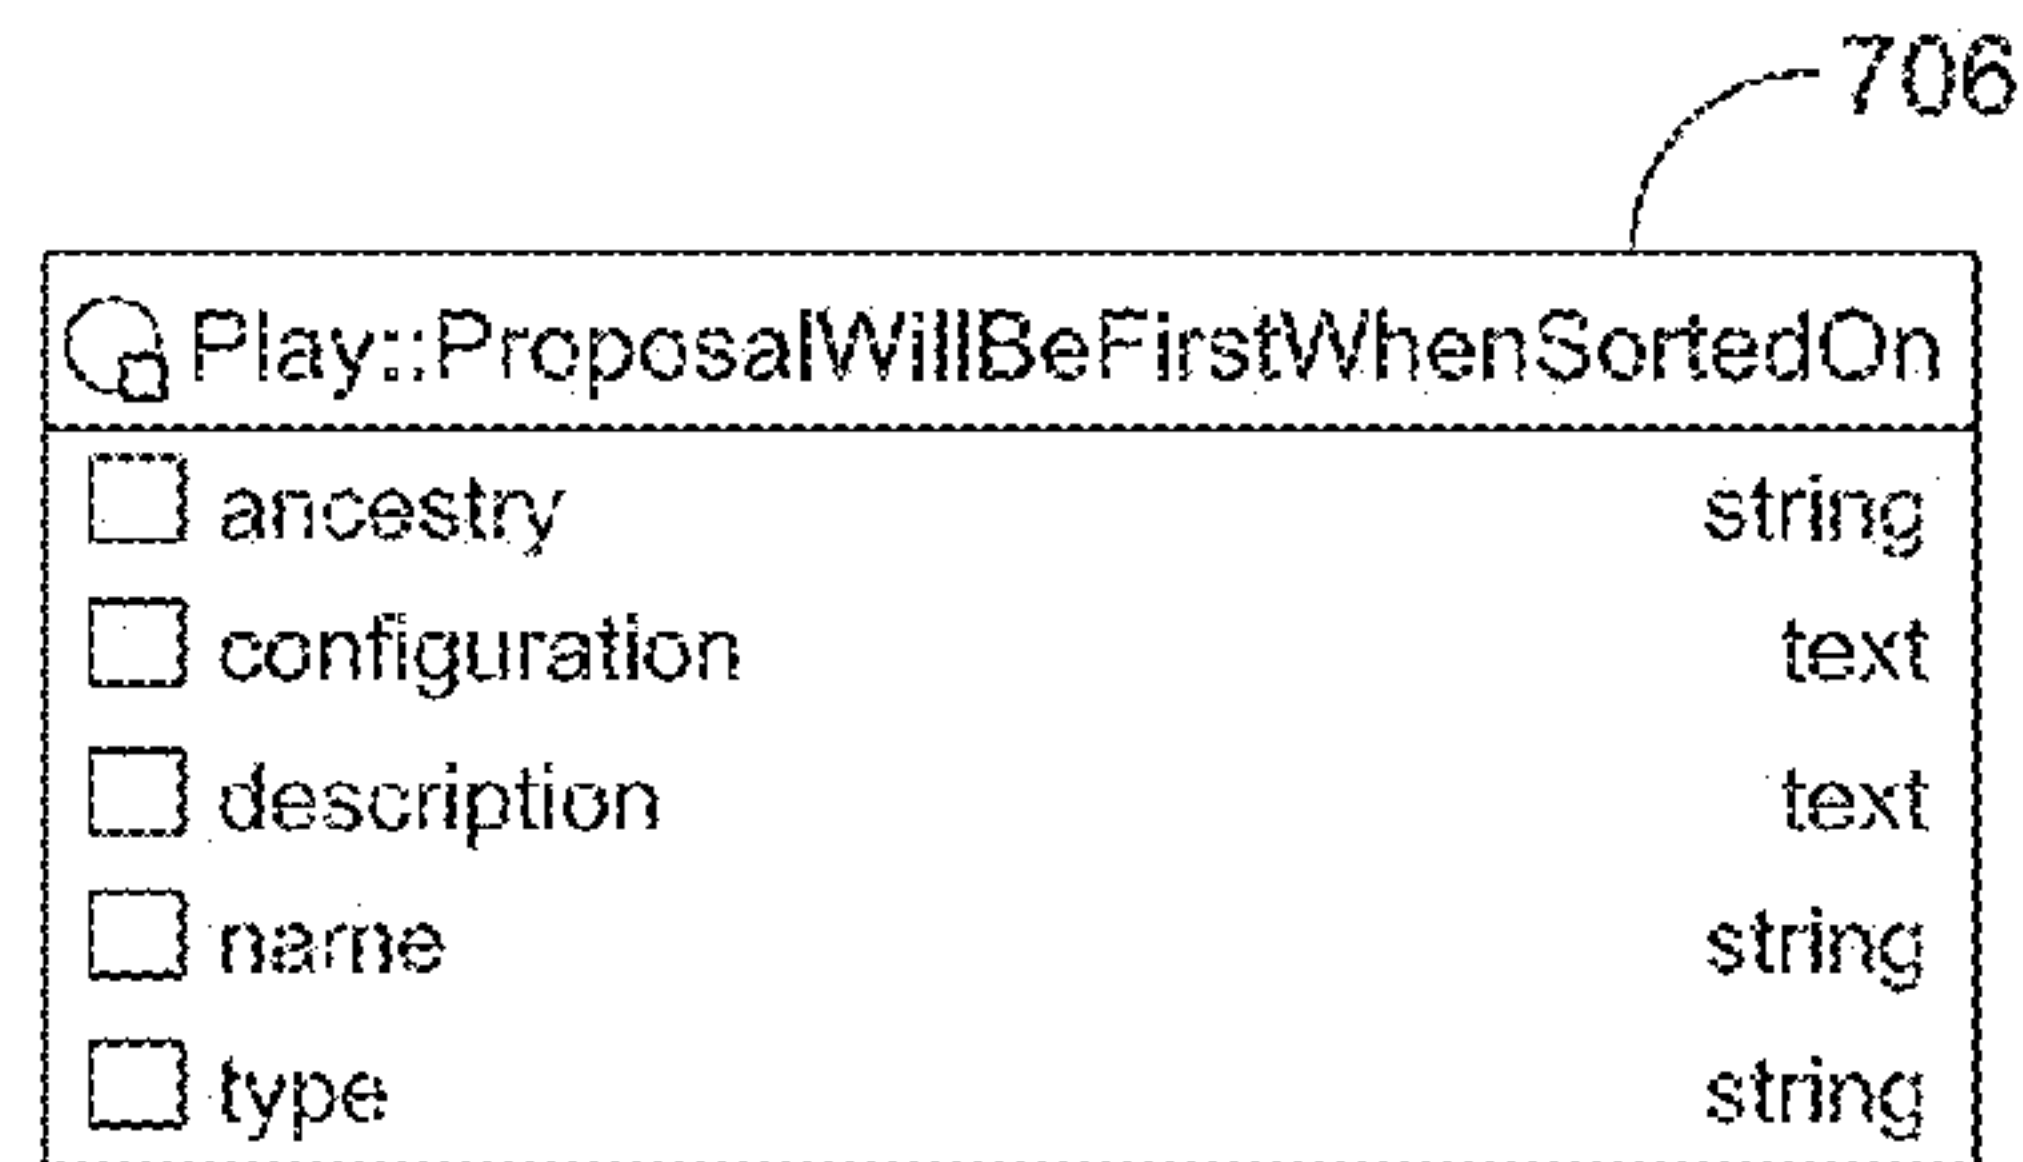 706
Play::ProposalWillBeFirstWhenSortedOn
ancestry string
configuration text
description text
name string
type string